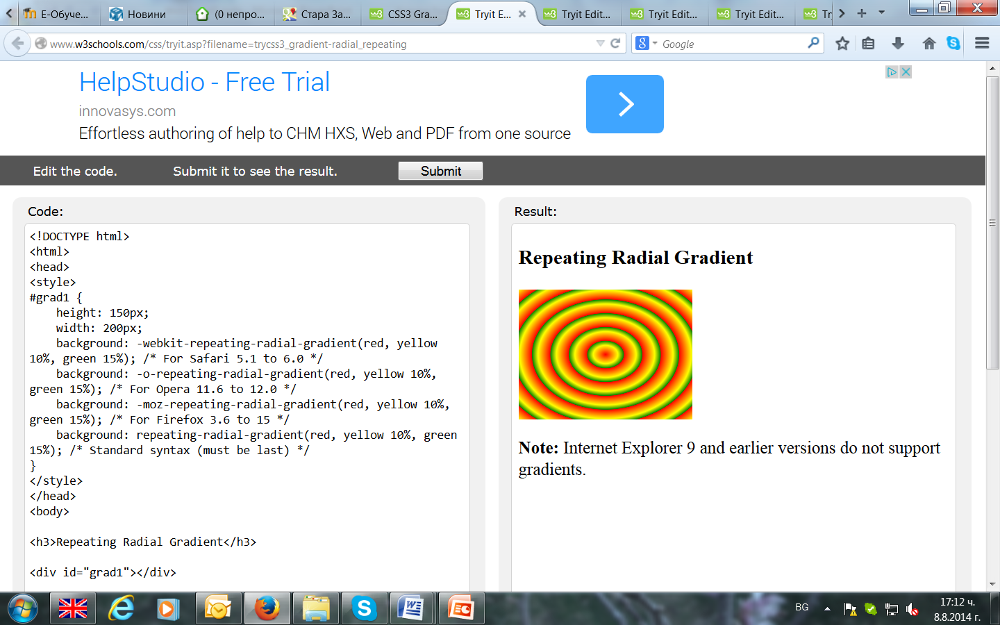 Е-Обуче...
Новини
(0 непро...
Стара За...
CSS3 Gra...
Tryit E...
Tryit Edit...
Tryit Edit...
Tryit Edit...
Tr
www.w3schools.com/css/tryit.asp?filename=trycss3_gradient-radial_repeating
Google
HelpStudio - Free Trial
innovasys.com
Effortless authoring of help to CHM HXS, Web and PDF from one source
Edit the code.
Submit it to see the result.
Submit
Code:
<!DOCTYPE html>
<html>
<head>
<style>
#grad1 {
    height: 150px;
    width: 200px;
    background: -webkit-repeating-radial-gradient(red, yellow
10%, green 15%); /* For Safari 5.1 to 6.0 */
    background: -o-repeating-radial-gradient(red, yellow 10%,
green 15%); /* For Opera 11.6 to 12.0 */
    background: -moz-repeating-radial-gradient(red, yellow 10%,
green 15%); /* For Firefox 3.6 to 15 */
    background: repeating-radial-gradient(red, yellow 10%, green
15%); /* Standard syntax (must be last) */
}
</style>
</head>
<body>
<h3>Repeating Radial Gradient</h3>
<div id="grad1"></div>
Result:
Repeating Radial Gradient
Note: Internet Explorer 9 and earlier versions do not support
gradients.
BG
17:12 ч.
8.8.2014 г.